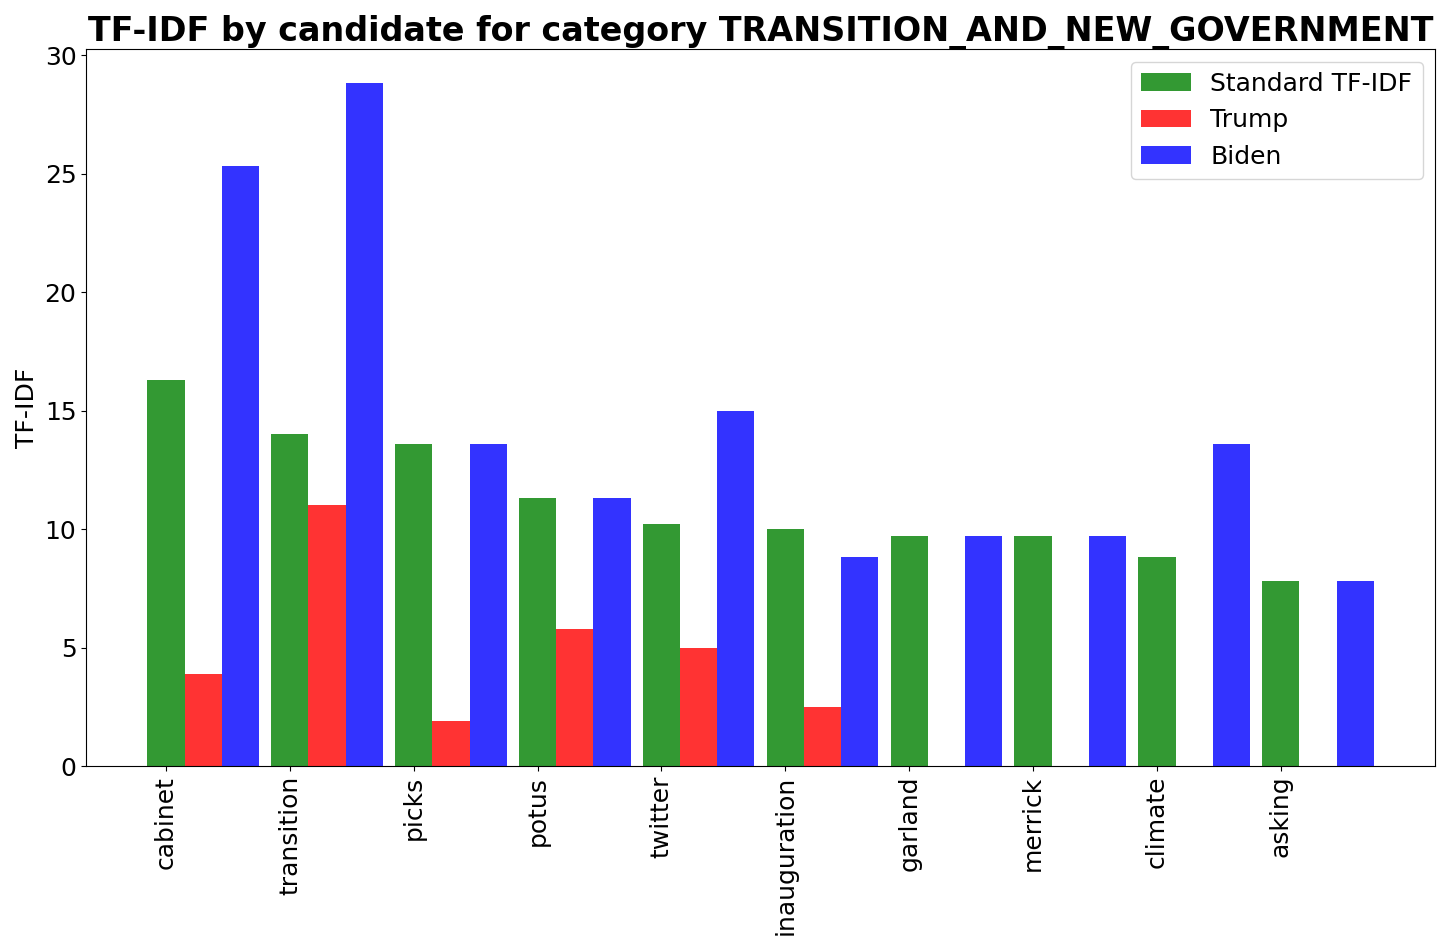 TF-IDF by candidate for category TRANSITION_AND_NEW_GOVERNMENT
30
25
20
15
10
5
0
TF-IDF
Standard TF-IDF
Trump
Biden
cabinet
transition
picks
potus
twitter
inauguration
garland
merrick
climate
asking